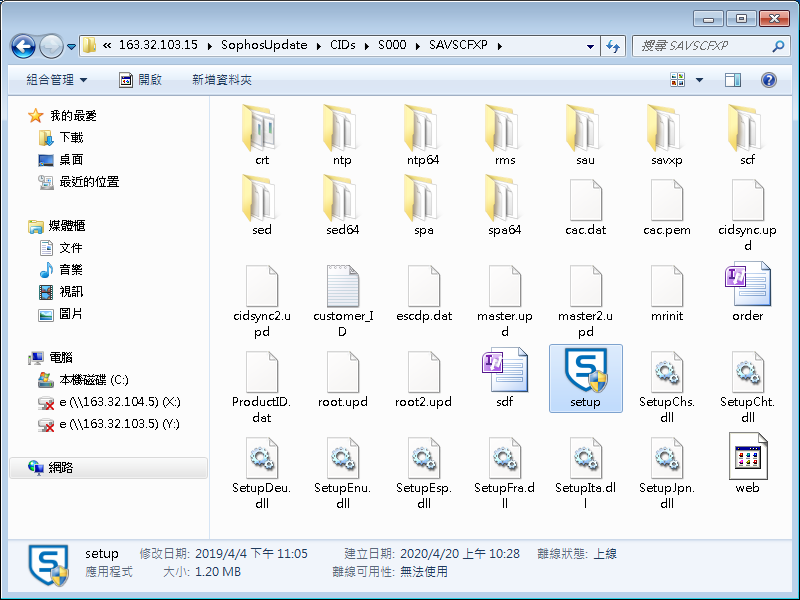 « 163.32.103.15 ▸ SophosUpdate ▸ CIDs ▸ S000 ▸ SAVSCFXP ▸
搜尋 SAVSCFXP
組合管理 ▼ 開啟 新增資料夾
我的最愛
下載
桌面
最近的位置
媒體櫃
文件
音樂
視訊
圖片
電腦
本機磁碟 (C:)
e (\\163.32.104.5) (X:)
e (\\163.32.103.5) (Y:)
網路
crt ntp ntp64 rms sau savxp scf
sed sed64 spa spa64 cac.dat cac.pem cidsync.up
d
cidsync2.u customer_I escdp.dat master.up master2.u mrinit order
pd D d pd
ProductID. root.upd root2.upd sdf setup SetupChs. SetupCht.
dat dll dll
SetupDeu. SetupEnu. SetupEsp. SetupFra.d SetupIta.dl SetupJpn. web
dll dll dll ll l dll
setup 修改日期: 2019/4/4 下午 11:05 建立日期: 2020/4/20 上午 10:28 離線狀態: 上線
應用程式 大小: 1.20 MB 離線可用性: 無法使用